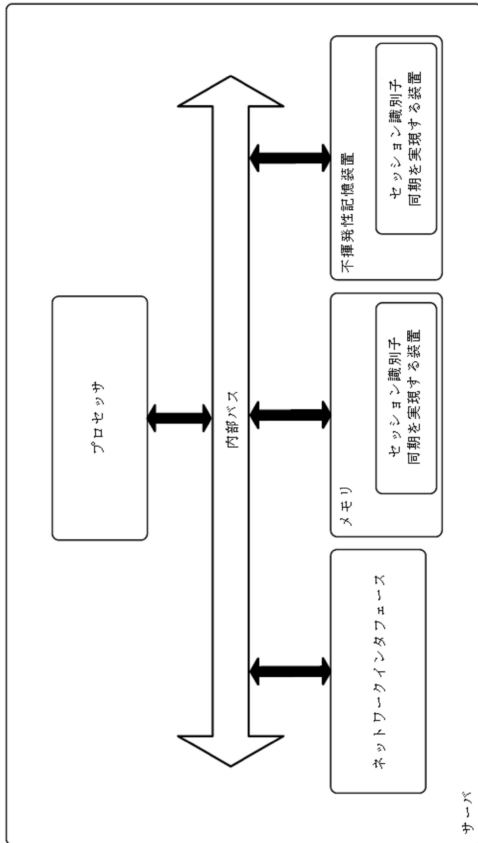 プロセッサ
内部バス
ネットワークインタフェース
メモリ
セッション識別子
同期を実現する装置
不揮発性記憶装置
セッション識別子
同期を実現する装置
サーバ